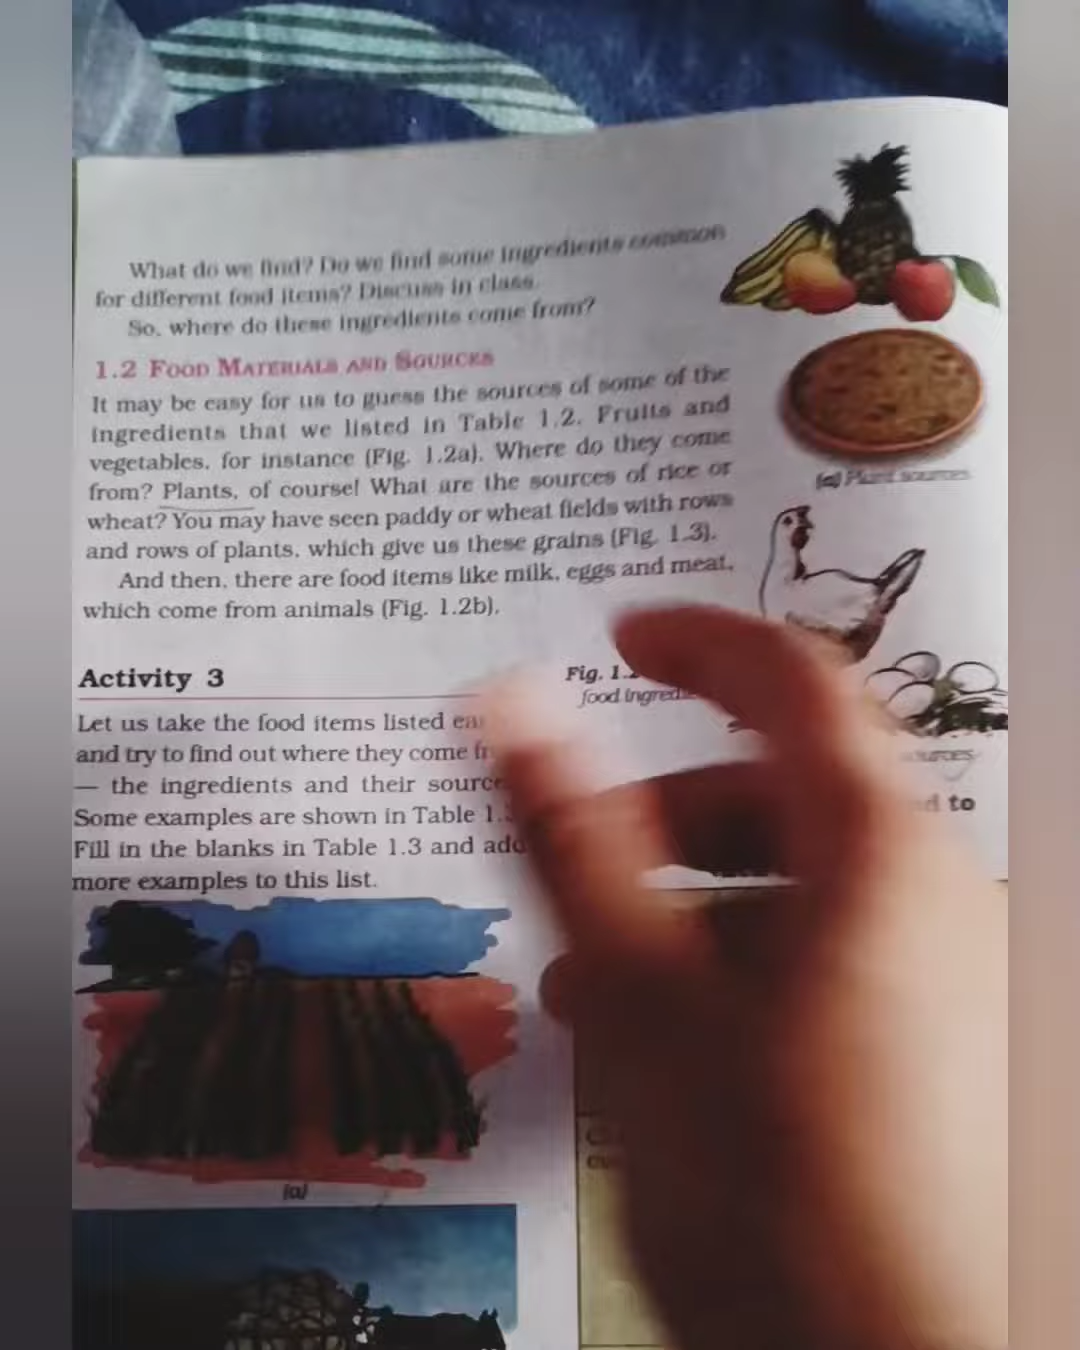 What do we find? Do we find some ingredients common
for different food items? Discuss in class.
So, where do these ingredients come from?
1.2 FOOD MATERIALS AND SOURCES
It may be easy for us to guess the sources of some of the
ingredients that we listed in Table 1.2. Fruits and
vegetables, for instance (Fig. 1.2a). Where do they come
from? Plants, of course! What are the sources of rice or
wheat? You may have seen paddy or wheat fields with rows
and rows of plants, which give us these grains (Fig. 1.3).
And then, there are food items like milk, eggs and meat,
which come from animals (Fig. 1.2b).
(a) Plant sources
Fig.
food
Activity 3
Let us take the food items listed
and try to find out where they come
— the ingredients and their
Some examples are shown in Table
Fill in the blanks in Table 1.3 and add
more examples to this list.
to
(a)